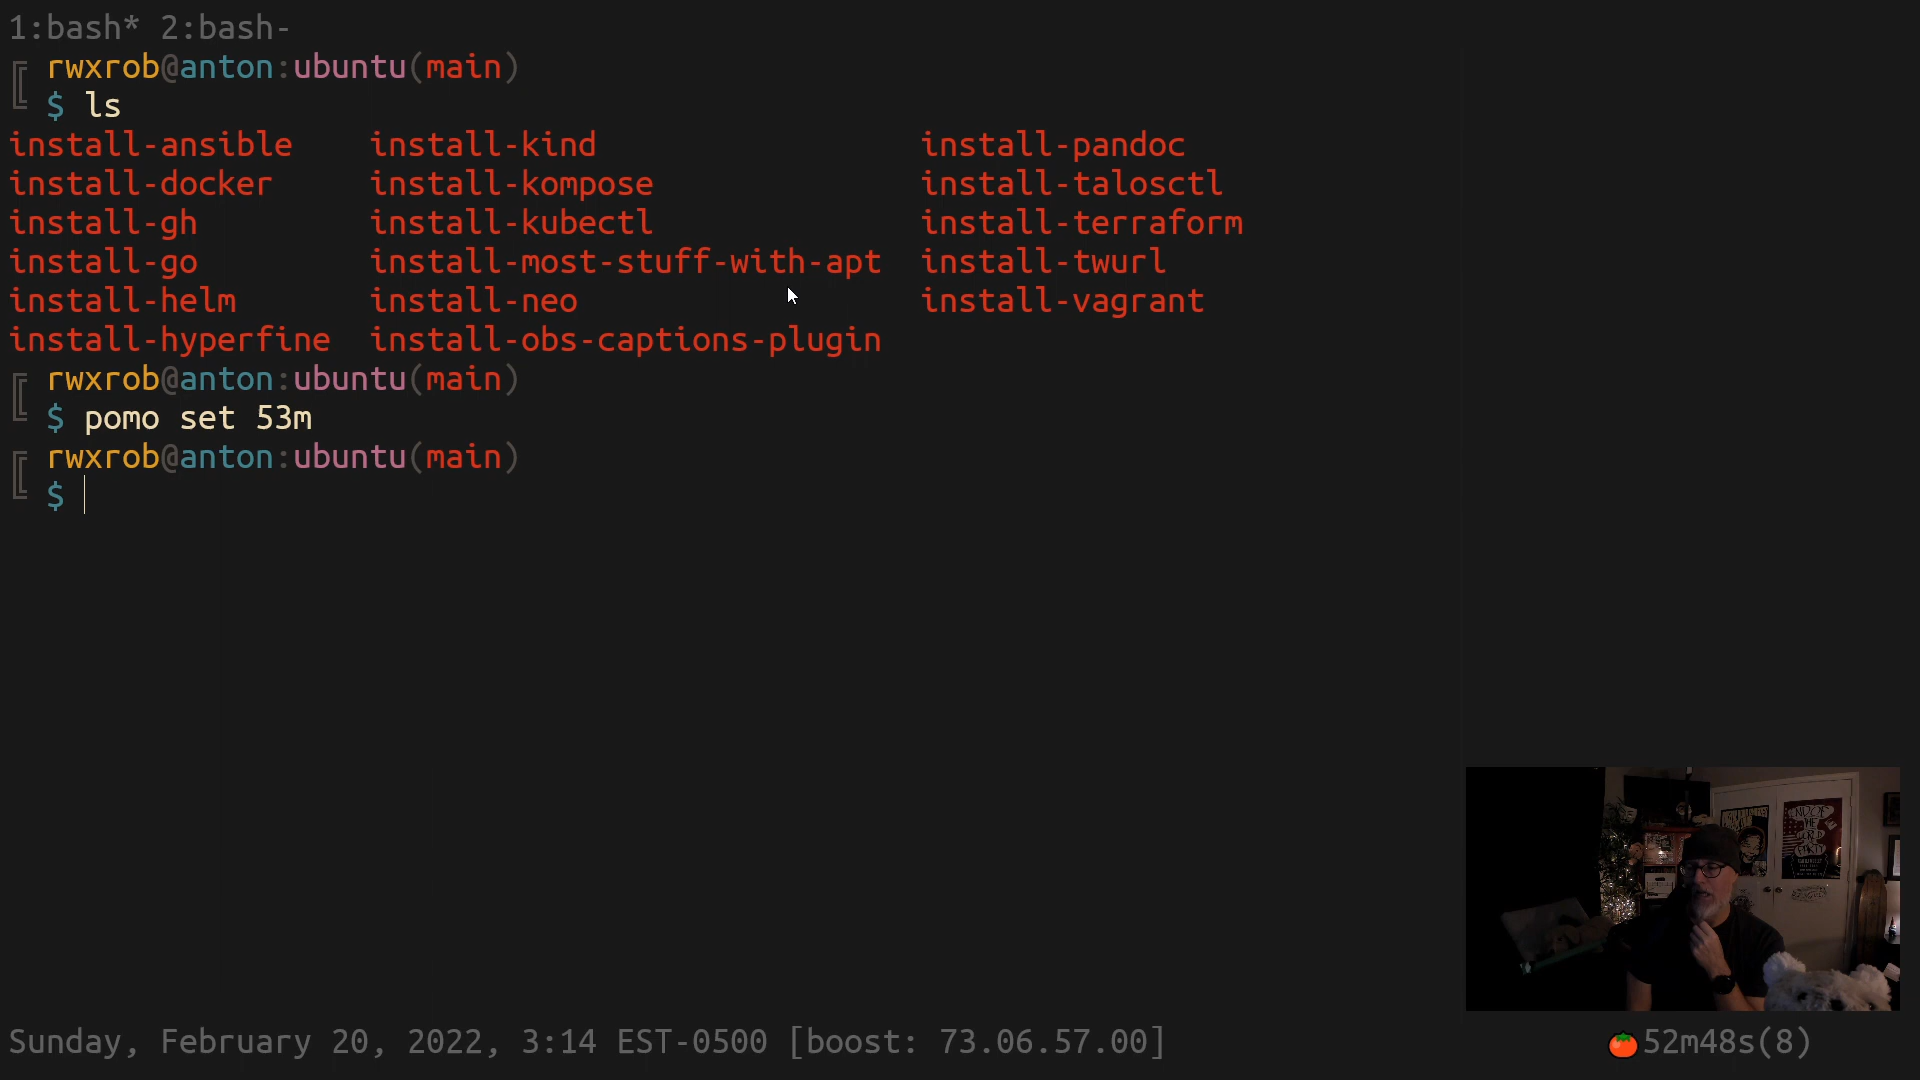 1:bash* 2:bash-
rwxrob@anton:ubuntu(main)
$ ls
install-ansible install-kind install-pandoc
install-docker install-kompose install-talosctl
install-gh install-kubectl install-terraform
install-go install-most-stuff-with-apt install-twurl
install-helm install-neo install-vagrant
install-hyperfine install-obs-captions-plugin
rwxrob@anton:ubuntu(main)
$ pomo set 53m
rwxrob@anton:ubuntu(main)
$
Sunday, February 20, 2022, 3:14 EST-0500 [boost: 73.06.57.00]
🍅52m48s(8)